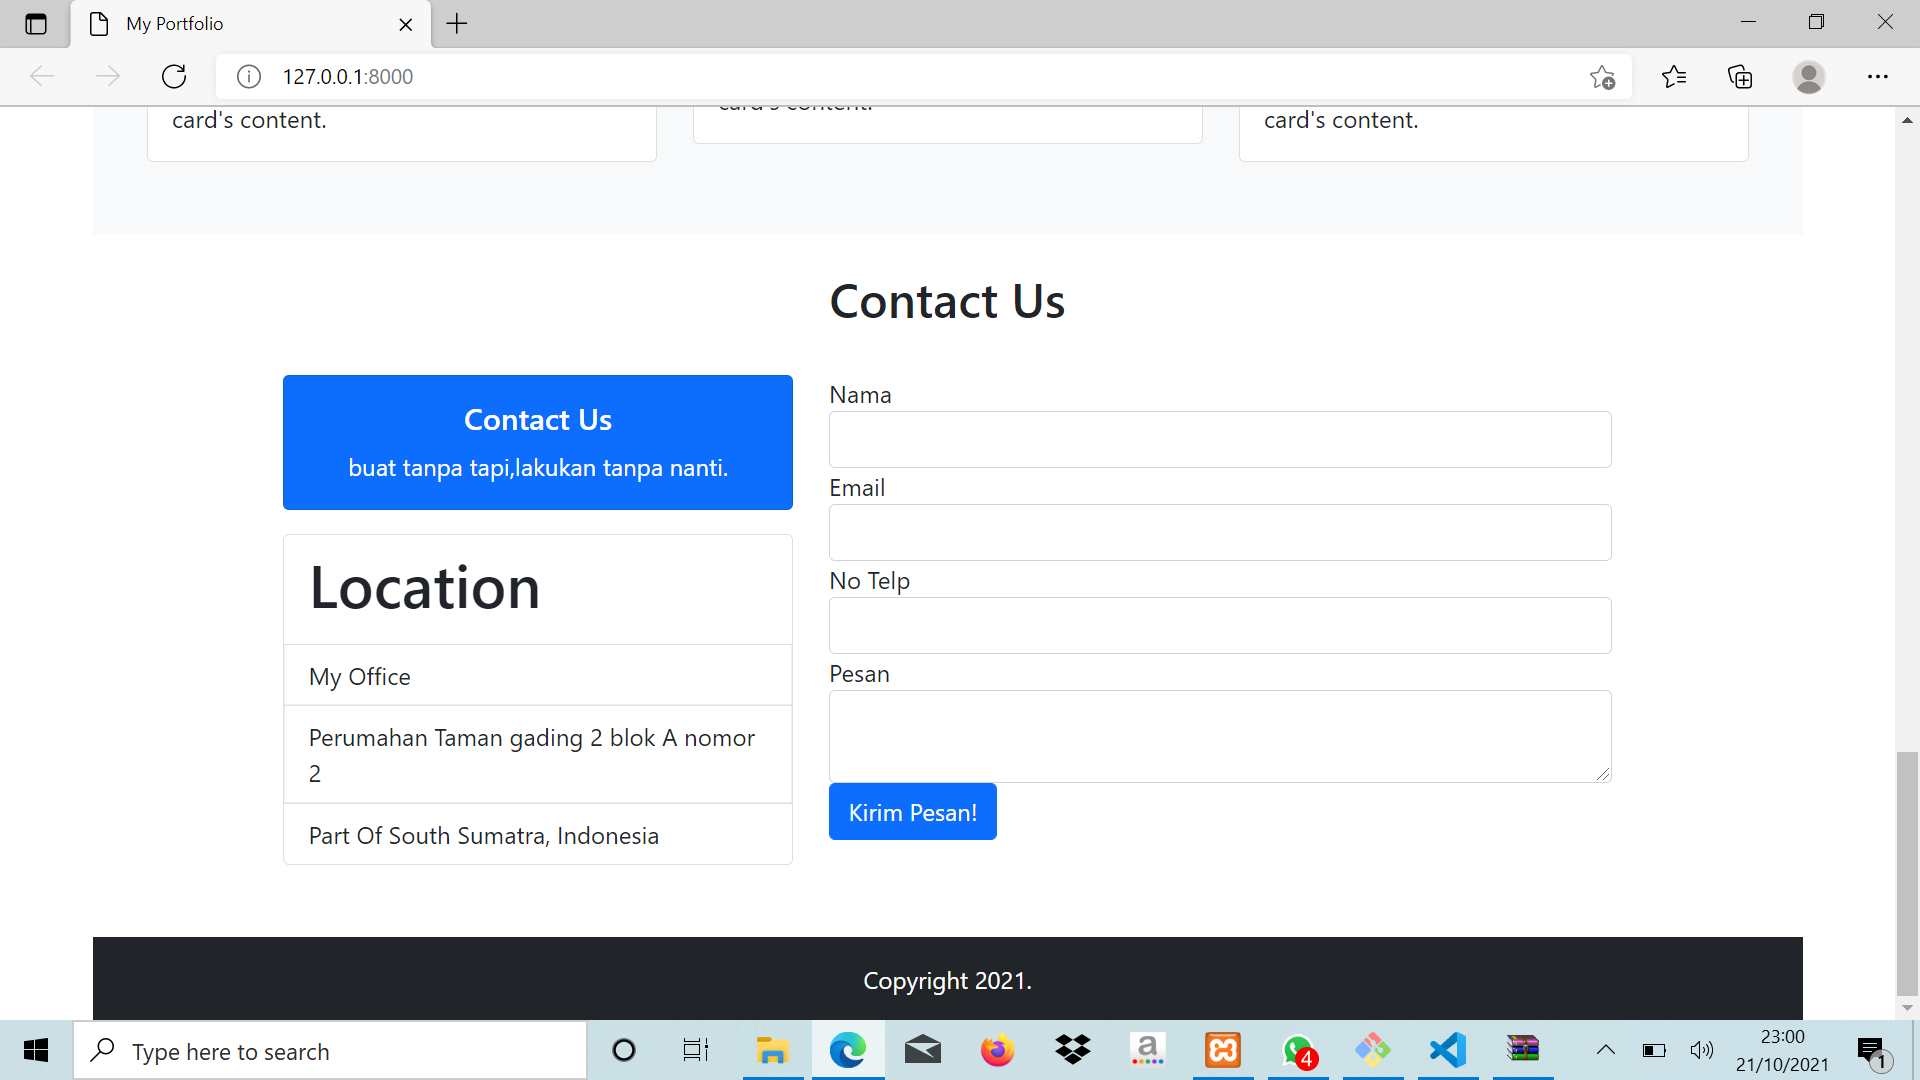 My Portfolio
127.0.0.1:8000
card's content.
card's content.
card's content.
Contact Us
Contact Us
buat tanpa tapi,lakukan tanpa nanti.
Location
My Office
Perumahan Taman gading 2 blok A nomor
2
Part Of South Sumatra, Indonesia
Nama
Email
No Telp
Pesan
Kirim Pesan!
Copyright 2021.
Type here to search
a
4
23:00
21/10/2021
1